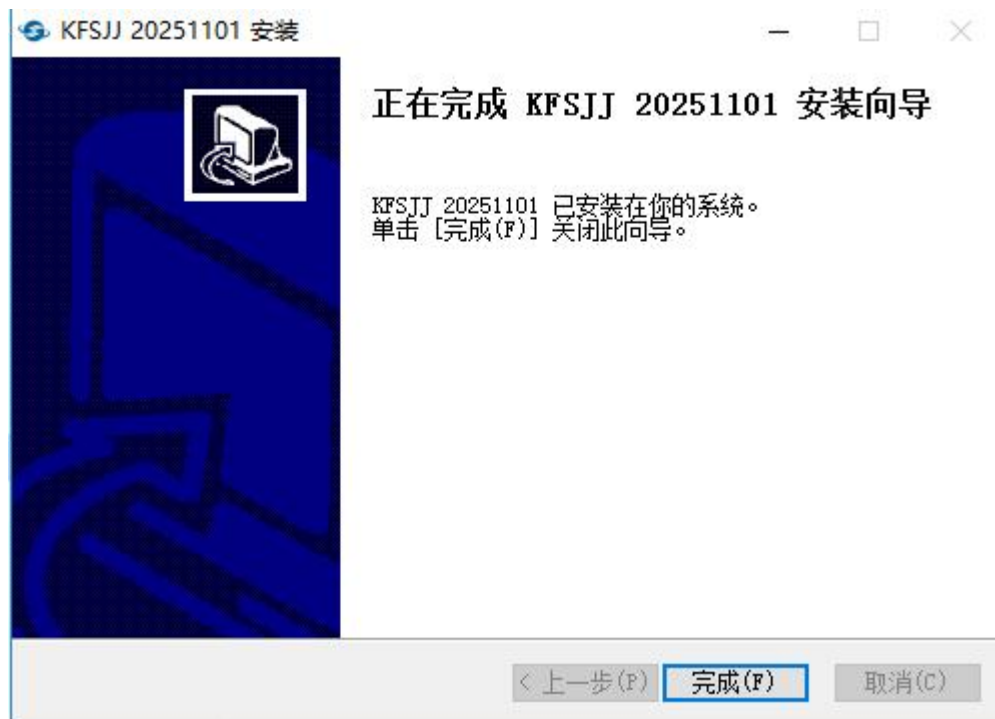 KFSJJ 20251101 安装
正在完成 KFSJJ 20251101 安装向导
KFSJJ 20251101 已安装在你的系统。
单击 [完成(F)] 关闭此向导。
< 上一步(P)
完成(F)
取消(C)